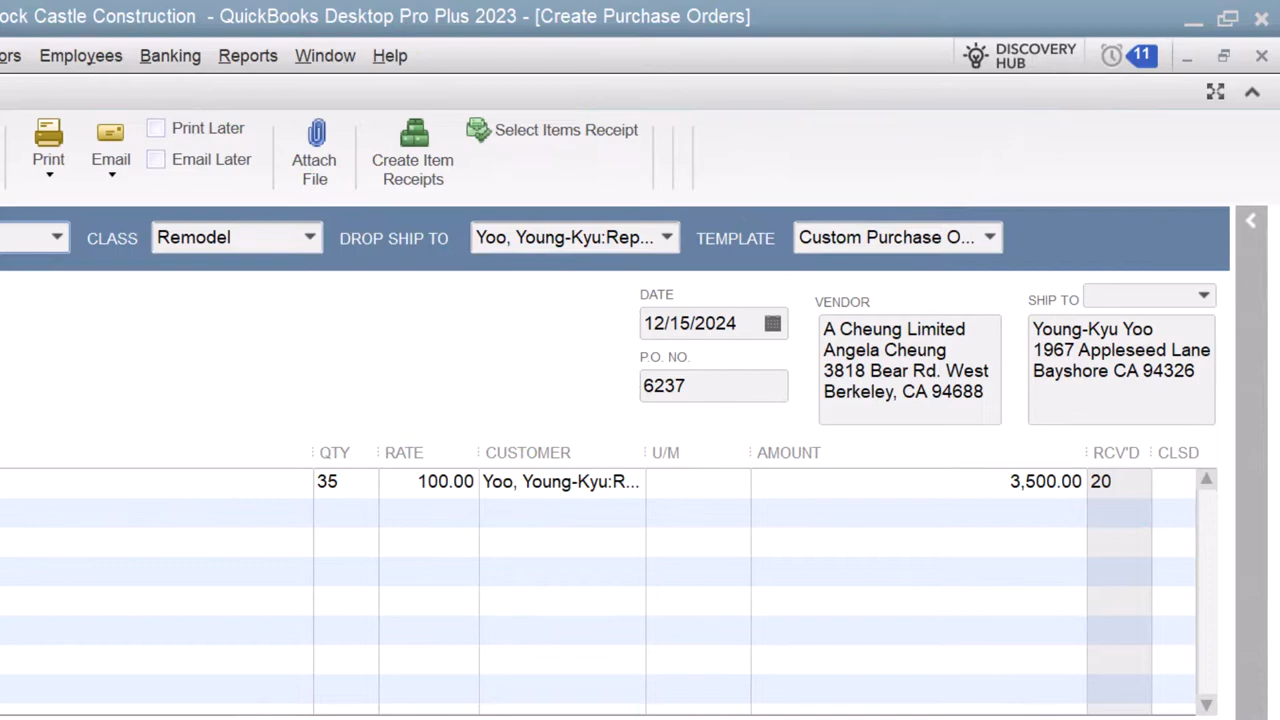 ock Castle Construction - QuickBooks Desktop Pro Plus 2023 - [Create Purchase Orders]
ors Employees Banking Reports Window Help
DISCOVERY HUB
11
Print
Email
Print Later
Email Later
Attach File
Create Item Receipts
Select Items Receipt
CLASS Remodel DROP SHIP TO Yoo, Young-Kyu:Rep... TEMPLATE Custom Purchase O...
DATE
12/15/2024
P.O. NO.
6237
VENDOR
A Cheung Limited
Angela Cheung
3818 Bear Rd. West
Berkeley, CA 94688
SHIP TO
Young-Kyu Yoo
1967 Appleseed Lane
Bayshore CA 94326
QTY RATE CUSTOMER U/M AMOUNT RCV'D CLSD
35 100.00 Yoo, Young-Kyu:R... 3,500.00 20